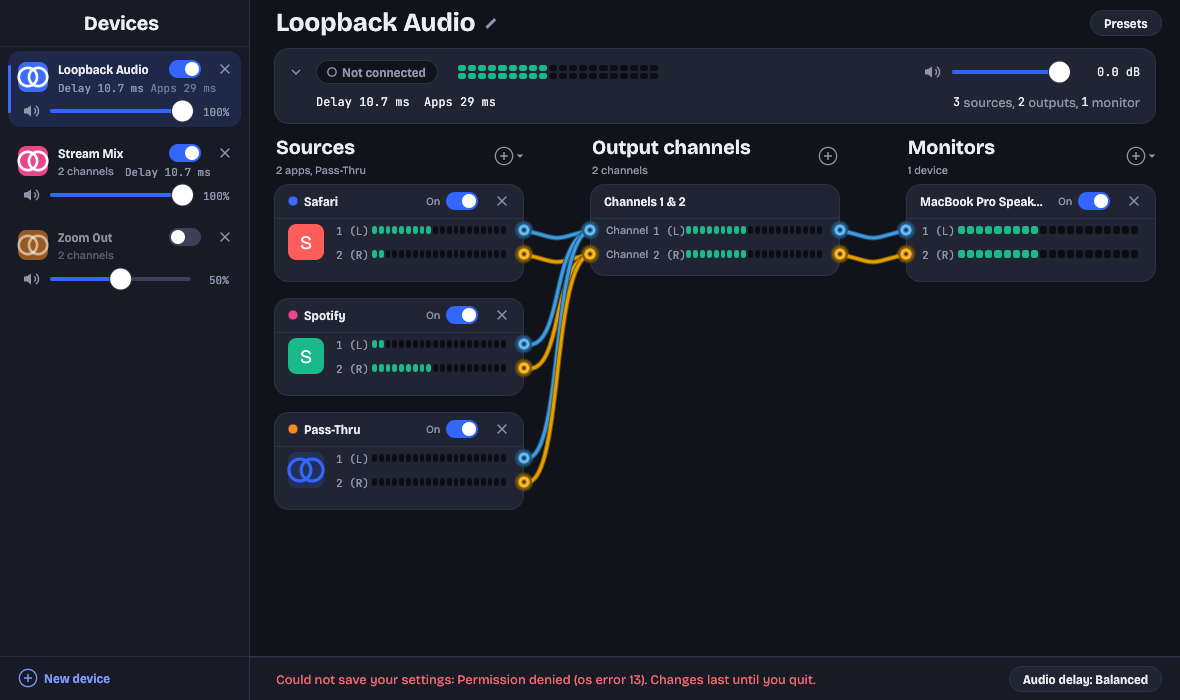 Devices
Loopback Audio
Delay 10.7 ms Apps 29 ms
100%
Stream Mix
2 channels Delay 10.7 ms
100%
Zoom Out
2 channels
50%
New device
Loopback Audio
Presets
Not connected
0.0 dB
Delay 10.7 ms Apps 29 ms
3 sources, 2 outputs, 1 monitor
Sources
2 apps, Pass-Thru
Safari On
S
1 (L)
2 (R)
Spotify On
S
1 (L)
2 (R)
Pass-Thru On
1 (L)
2 (R)
Output channels
2 channels
Channels 1 & 2
Channel 1 (L)
Channel 2 (R)
Monitors
1 device
MacBook Pro Speak... On
1 (L)
2 (R)
Could not save your settings: Permission denied (os error 13). Changes last until you quit.
Audio delay: Balanced